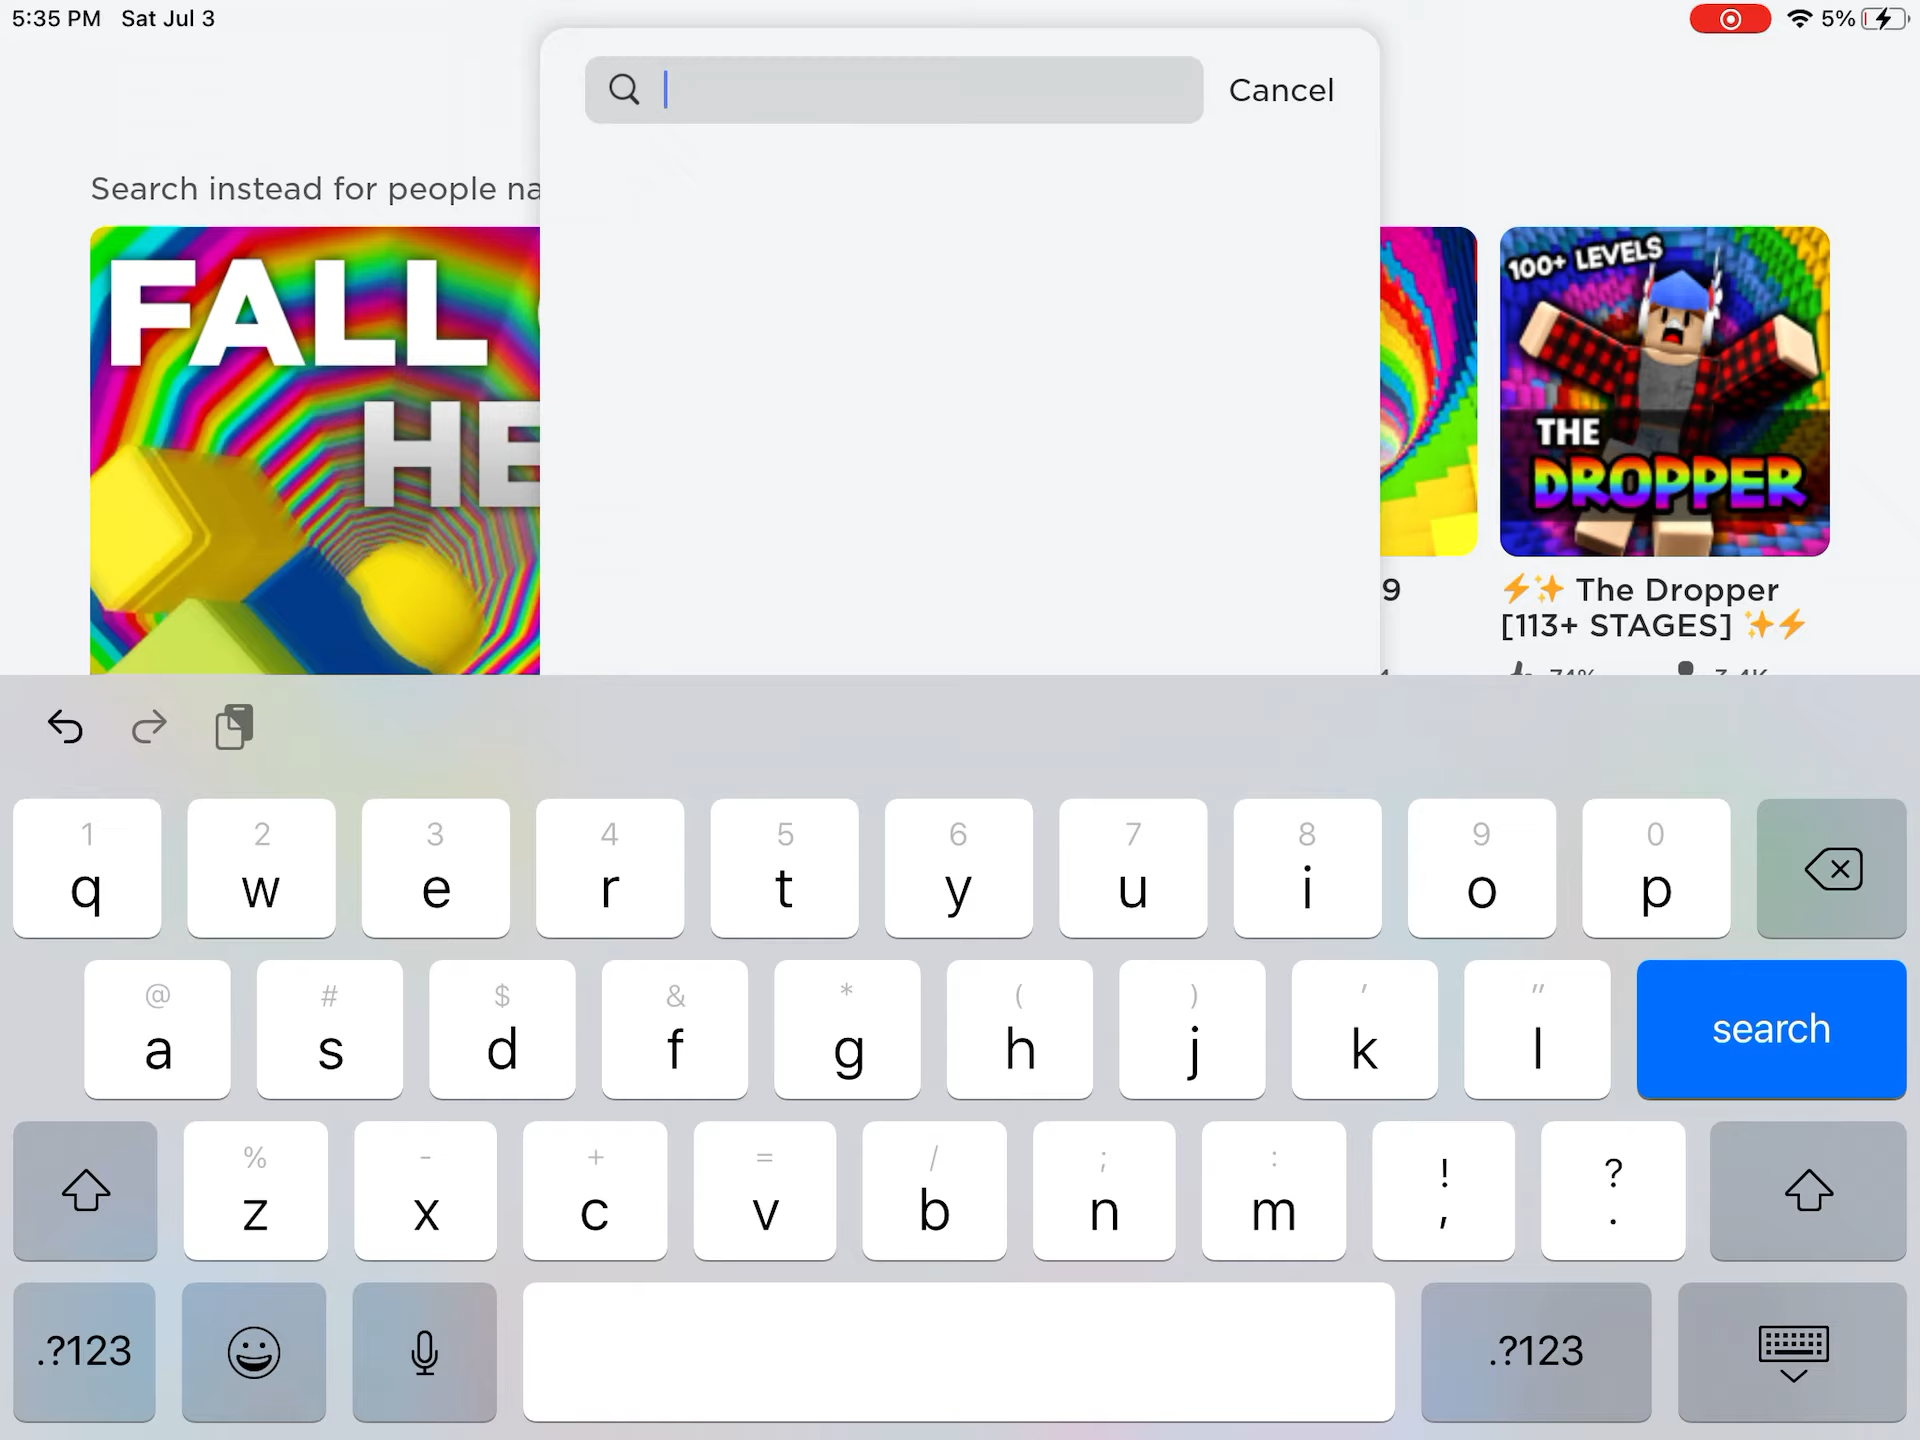 5:35 PM Sat Jul 3
5%
Cancel
Search instead for people na
FALL
HE
100+ LEVELS
THE
DROPPER
9
⚡✨ The Dropper
[113+ STAGES] ✨⚡
1 2 3 4 5 6 7 8 9 0
q w e r t y u i o p
@ # $ & * ( ) ' "
a s d f g h j k l search
% - + = / ; : ! ?
z x c v b n m , .
.?123 .?123